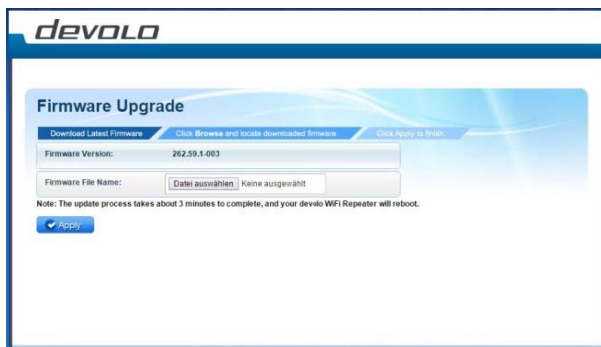 devolo
Firmware Upgrade
Download Latest Firmware
Click Browse and locate downloaded firmware
Click Apply to finish.
Firmware Version: 262.59.1-003
Firmware File Name: Datei auswählen Keine ausgewählt
Note: The update process takes about 3 minutes to complete, and your devolo WiFi Repeater will reboot.
Apply